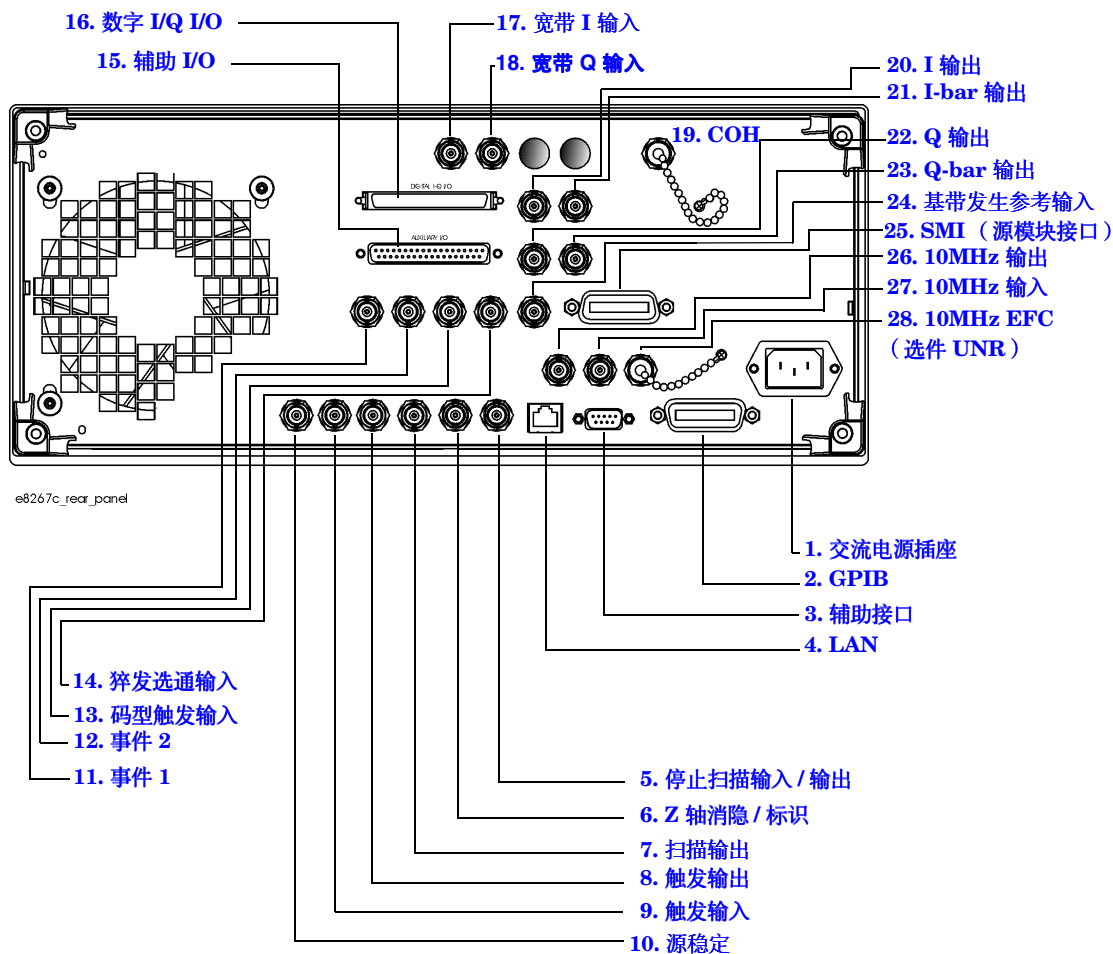 16. 数字 I/Q I/O
17. 宽带 I 输入
15. 辅助 I/O
18. 宽带 Q 输入
20. I 输出
21. I-bar 输出
19. COH
22. Q 输出
23. Q-bar 输出
24. 基带发生参考输入
25. SMI（源模块接口）
26. 10MHz 输出
27. 10MHz 输入
28. 10MHz EFC
（选件 UNR）
DIGITAL I/Q I/O
AUXILIARY I/O
e8267c_rear_panel
1. 交流电源插座
2. GPIB
3. 辅助接口
4. LAN
14. 猝发选通输入
13. 码型触发输入
12. 事件 2
11. 事件 1
5. 停止扫描输入 / 输出
6. Z 轴消隐 / 标识
7. 扫描输出
8. 触发输出
9. 触发输入
10. 源稳定